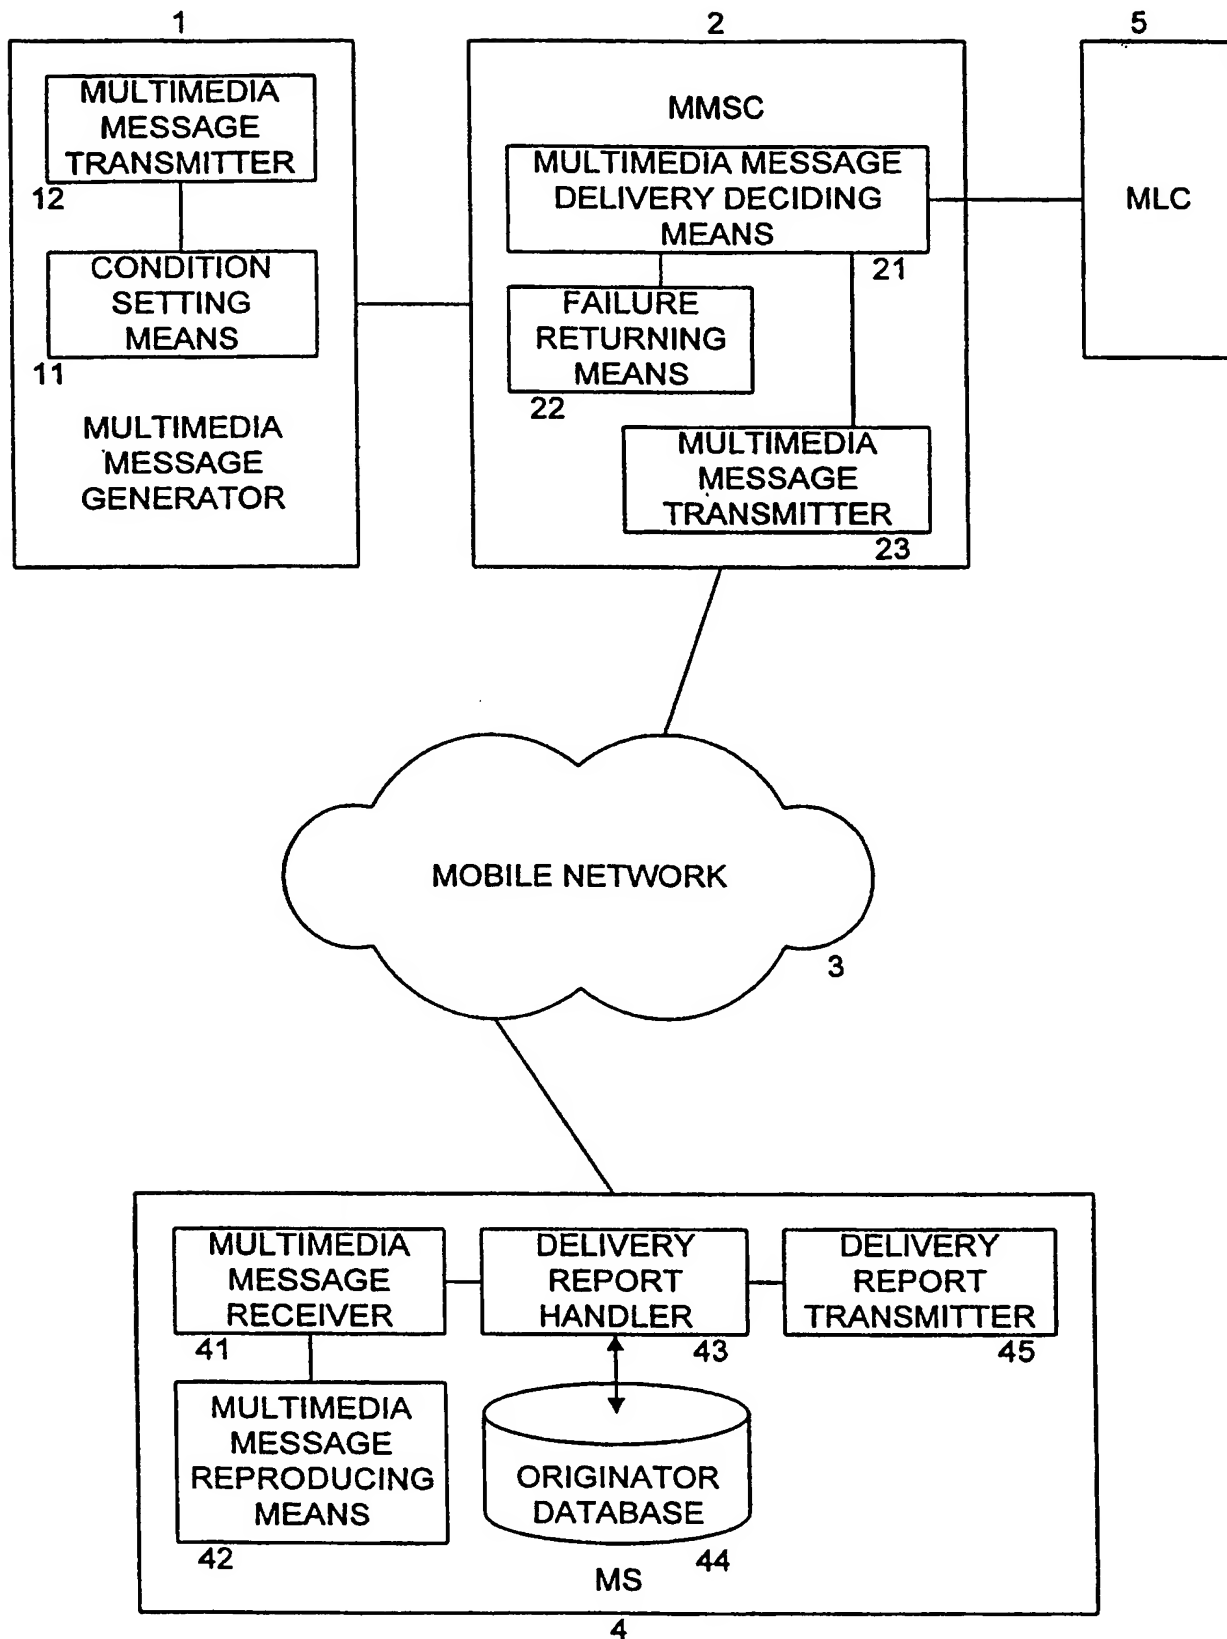 1
2
5
MULTIMEDIA
MESSAGE
TRANSMITTER
12
CONDITION
SETTING
MEANS
11
MULTIMEDIA
MESSAGE
GENERATOR
MMSC
MULTIMEDIA MESSAGE
DELIVERY DECIDING
MEANS
21
FAILURE
RETURNING
MEANS
22
MULTIMEDIA
MESSAGE
TRANSMITTER
23
MLC
MOBILE NETWORK
3
MULTIMEDIA
MESSAGE
RECEIVER
41
DELIVERY
REPORT
HANDLER
43
DELIVERY
REPORT
TRANSMITTER
45
MULTIMEDIA
MESSAGE
REPRODUCING
MEANS
42
ORIGINATOR
DATABASE
44
MS
4